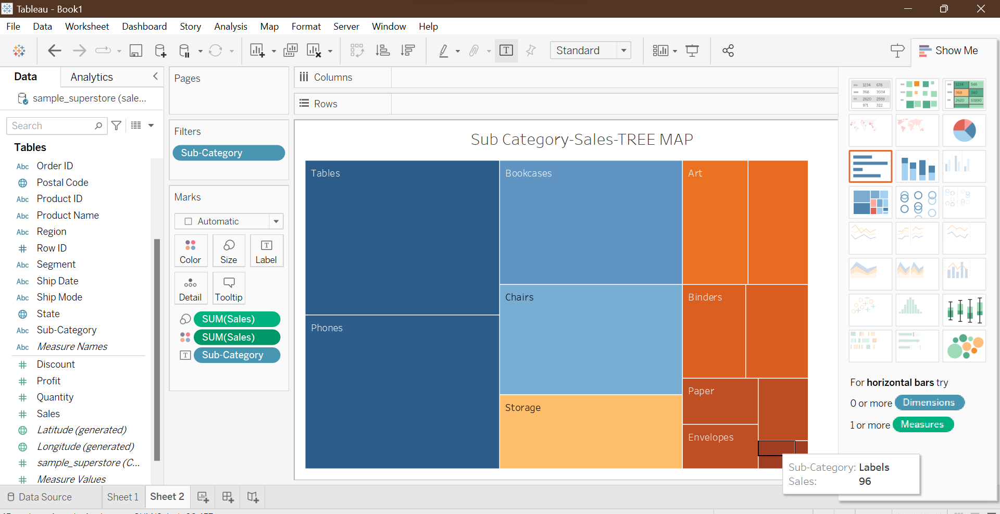 Tableau - Book1
File Data Worksheet Dashboard Story Analysis Map Format Server Window Help
Standard
Show Me
Data
Analytics
sample_superstore (sale...
Search
Tables
Abc Order ID
Postal Code
Abc Product ID
Abc Product Name
Abc Region
Row ID
Abc Segment
Abc Ship Date
Abc Ship Mode
State
Abc Sub-Category
Abc Measure Names
Discount
Profit
Quantity
Sales
Latitude (generated)
Longitude (generated)
sample_superstore (C...
Measure Values
Pages
Filters
Sub-Category
Marks
Automatic
Color Size Label
Detail Tooltip
SUM(Sales)
SUM(Sales)
Sub-Category
Columns
Rows
Sub Category-Sales-TREE MAP
Tables
Bookcases
Art
Chairs
Binders
Phones
Paper
Storage
Envelopes
Sub-Category: Labels
Sales: 96
1234 678
368 3034
2620 2559
971 322
1234 546
368 340
2620 53890
For horizontal bars try
0 or more Dimensions
1 or more Measures
Data Source
Sheet 1
Sheet 2